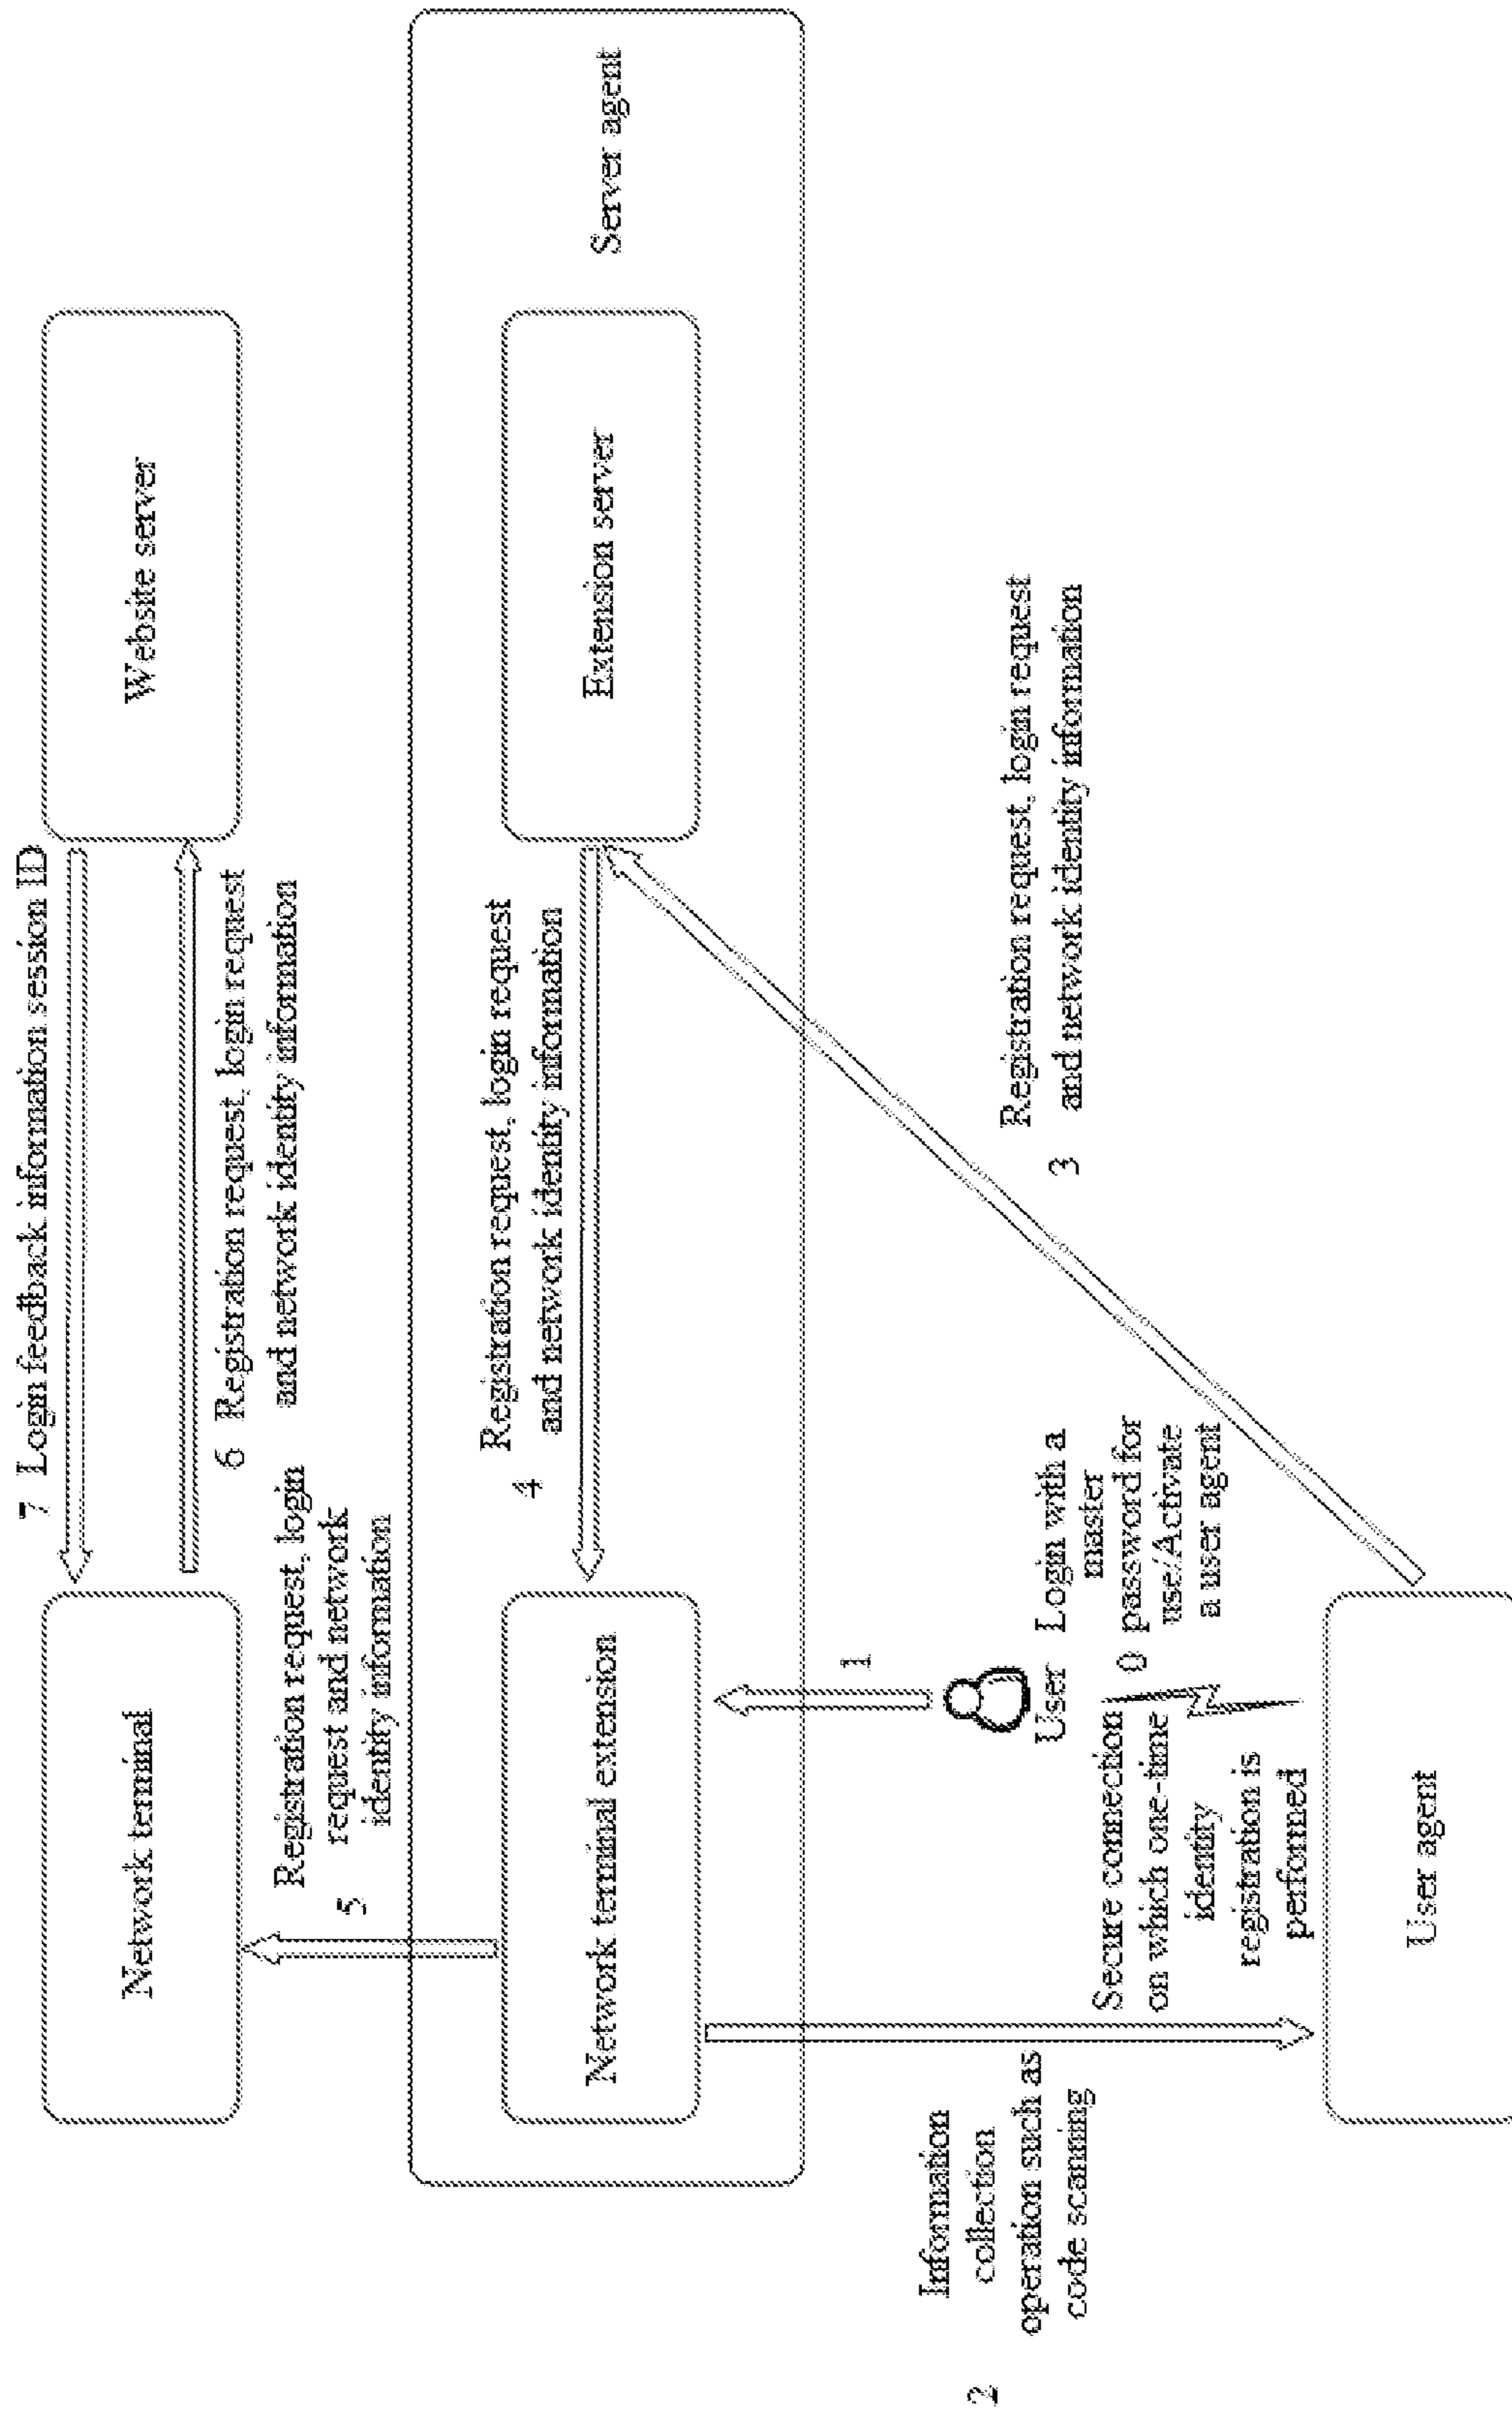 7 Login feedback information session ID
Network terminal
Website server
6 Registration request, login request
and network identity information
Registration request, login
request and network
identity information
5
Registration request, login request
and network identity information
4
Network terminal extension
Extension server
Server agent
1
User
Login with a
master
0 password for
use/Activate
a user agent
Secure connection
on which one-time
identity
registration is
performed
Information
collection
operation such as
code scanning
2
Registration request, login request
and network identity information
3
User agent